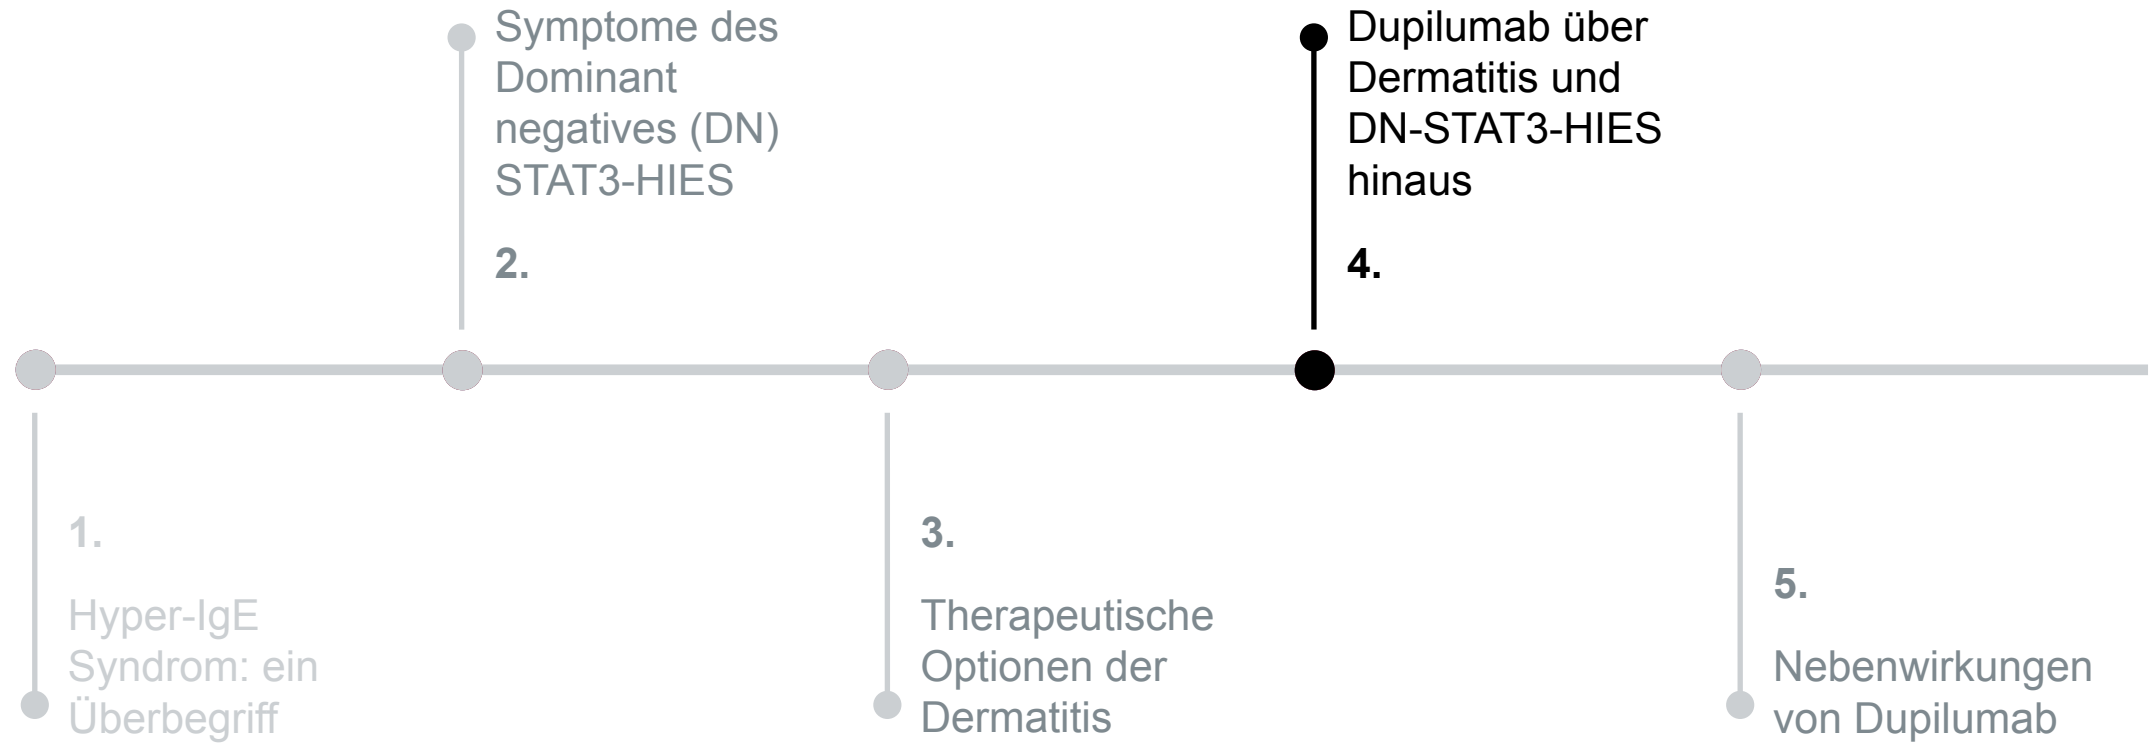 1.
Hyper-IgE
Syndrom: ein
Überbegriff
Symptome des
Dominant
negatives (DN)
STAT3-HIES
2.
3.
Therapeutische
Optionen der
Dermatitis
Dupilumab über
Dermatitis und
DN-STAT3-HIES
hinaus
4.
5.
Nebenwirkungen
von Dupilumab